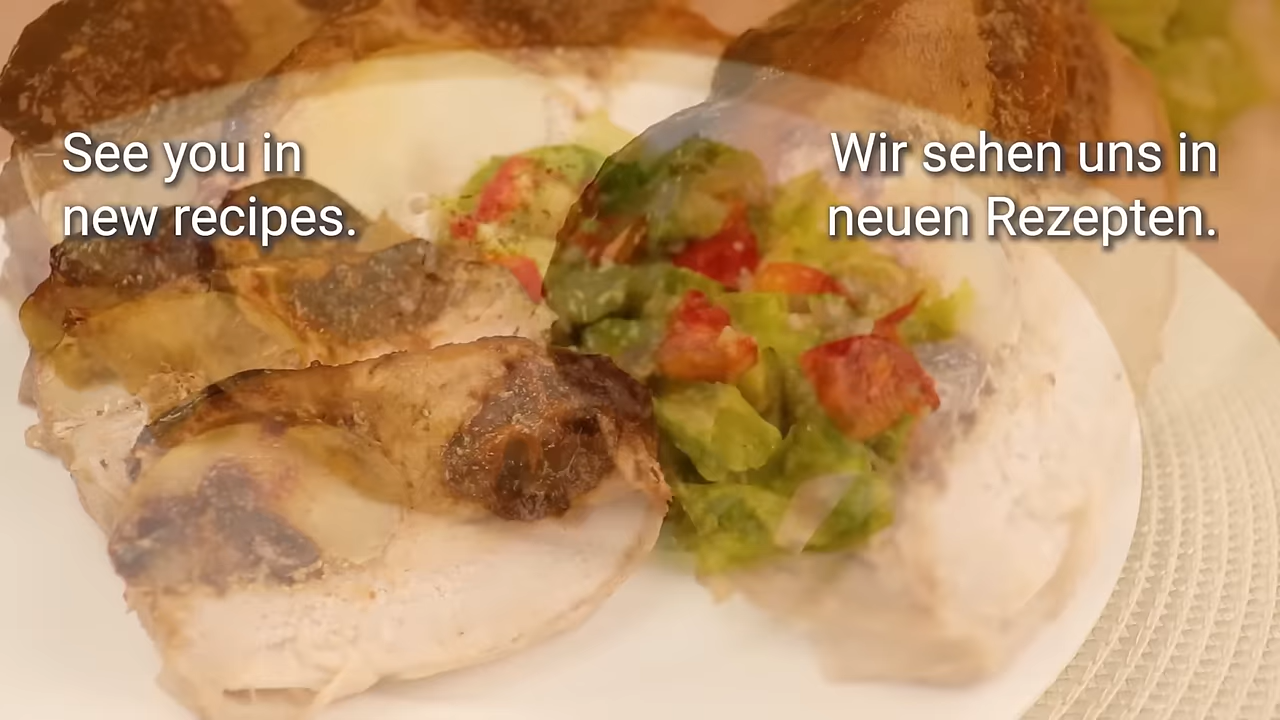 See you in
new recipes.
Wir sehen uns in
neuen Rezepten.